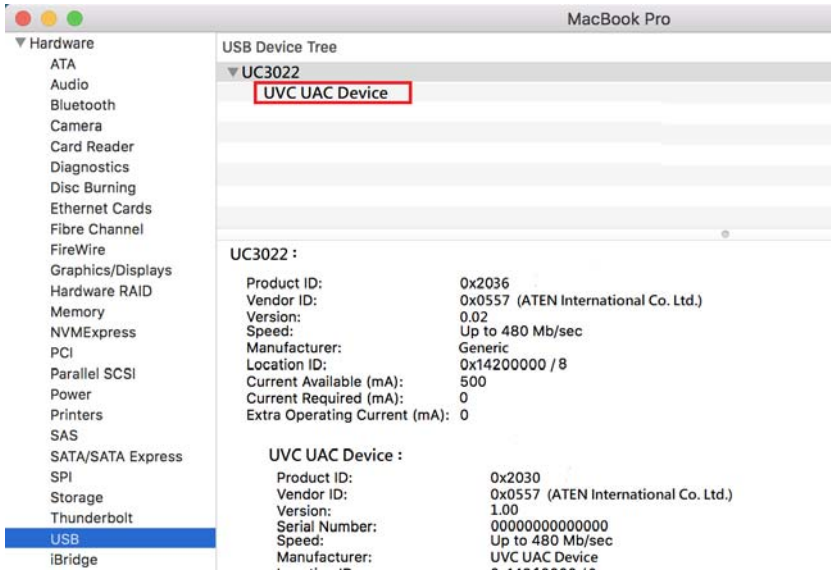 MacBook Pro
Hardware
ATA
Audio
Bluetooth
Camera
Card Reader
Diagnostics
Disc Burning
Ethernet Cards
Fibre Channel
FireWire
Graphics/Displays
Hardware RAID
Memory
NVMExpress
PCI
Parallel SCSI
Power
Printers
SAS
SATA/SATA Express
SPI
Storage
Thunderbolt
USB
iBridge
USB Device Tree
UC3022
UVC UAC Device
UC3022 :
Product ID: 0x2036
Vendor ID: 0x0557 (ATEN International Co. Ltd.)
Version: 0.02
Speed: Up to 480 Mb/sec
Manufacturer: Generic
Location ID: 0x14200000 / 8
Current Available (mA): 500
Current Required (mA): 0
Extra Operating Current (mA): 0
UVC UAC Device :
Product ID: 0x2030
Vendor ID: 0x0557 (ATEN International Co. Ltd.)
Version: 1.00
Serial Number: 00000000000000
Speed: Up to 480 Mb/sec
Manufacturer: UVC UAC Device